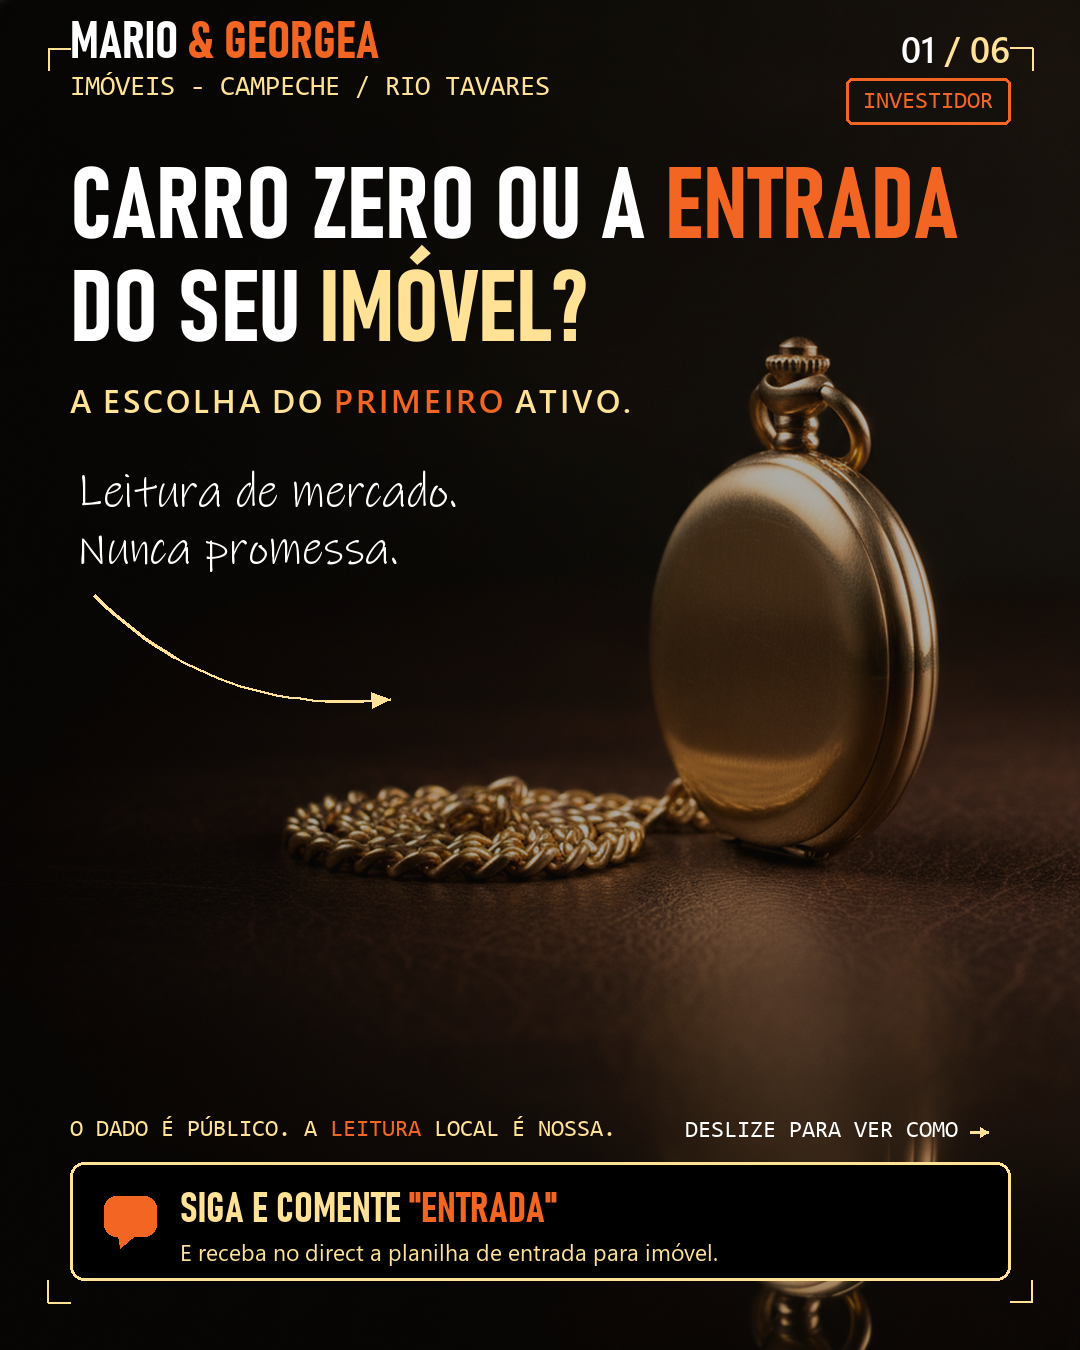 MARIO & GEORGEA
IMÓVEIS - CAMPECHE / RIO TAVARES
01 / 06
INVESTIDOR
CARRO ZERO OU A ENTRADA
DO SEU IMÓVEL?
A ESCOLHA DO PRIMEIRO ATIVO.
Leitura de mercado.
Nunca promessa.
O DADO É PÚBLICO. A LEITURA LOCAL É NOSSA.
DESLIZE PARA VER COMO →
SIGA E COMENTE "ENTRADA"
E receba no direct a planilha de entrada para imóvel.